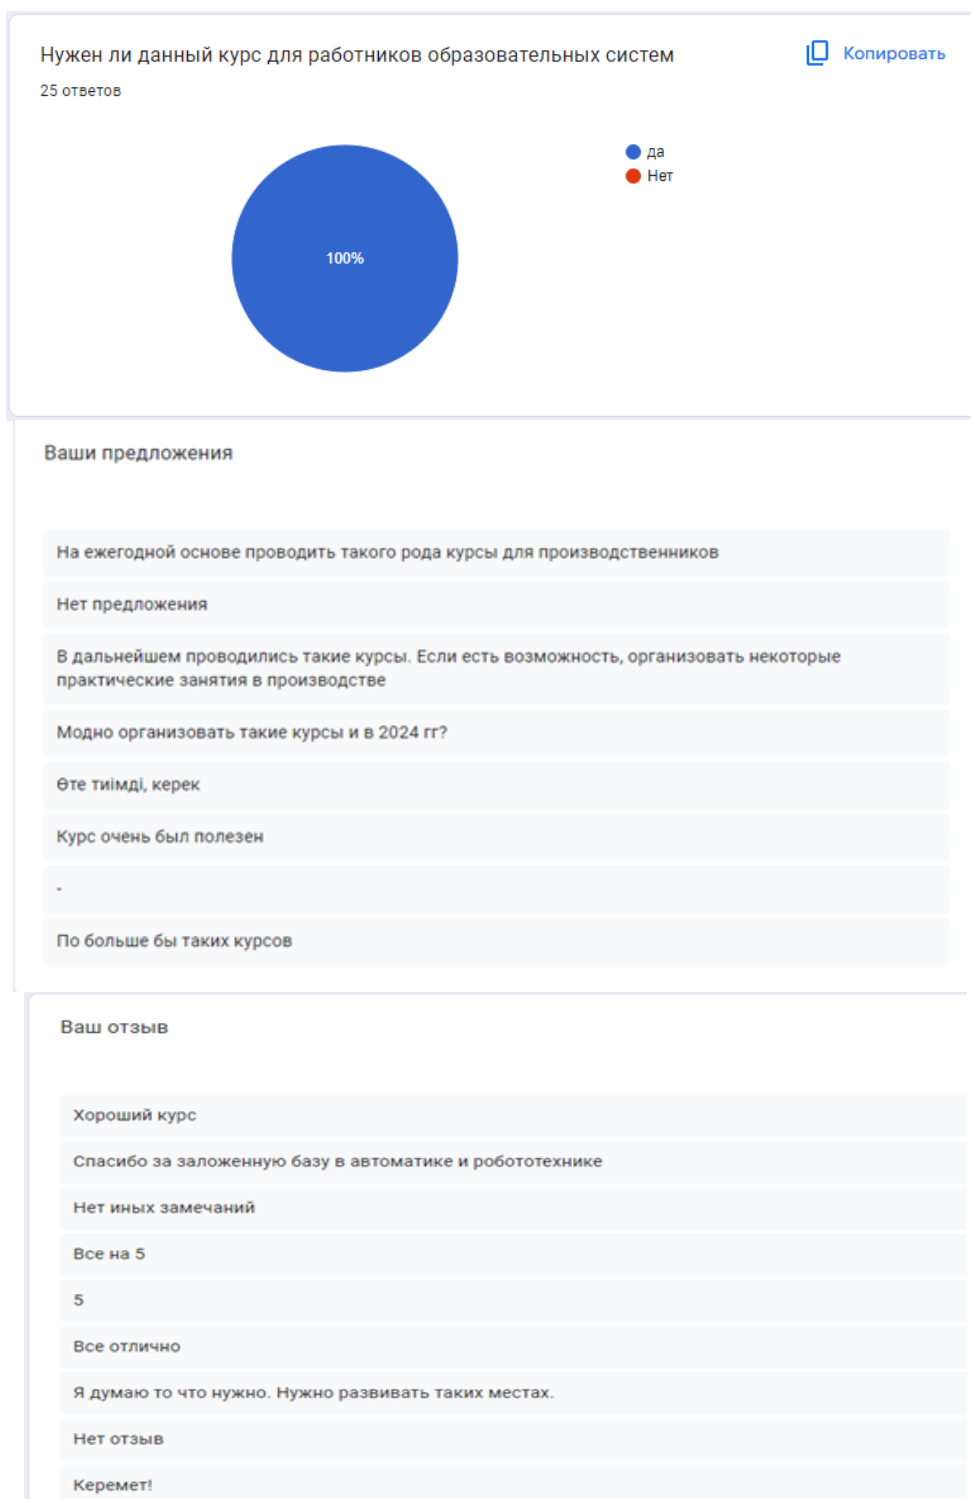 Нужен ли данный курс для работников образовательных систем
Копировать
25 ответов
да
Нет
100%
Ваши предложения
На ежегодной основе проводить такого рода курсы для производственников
Нет предложения
В дальнейшем проводились такие курсы. Если есть возможность, организовать некоторые
практические занятия в производстве
Модно организовать такие курсы и в 2024 гг?
Өте тиімді, керек
Курс очень был полезен
-
По больше бы таких курсов
Ваш отзыв
Хороший курс
Спасибо за заложенную базу в автоматике и робототехнике
Нет иных замечаний
Все на 5
5
Все отлично
Я думаю то что нужно. Нужно развивать таких местах.
Нет отзыв
Керемет!